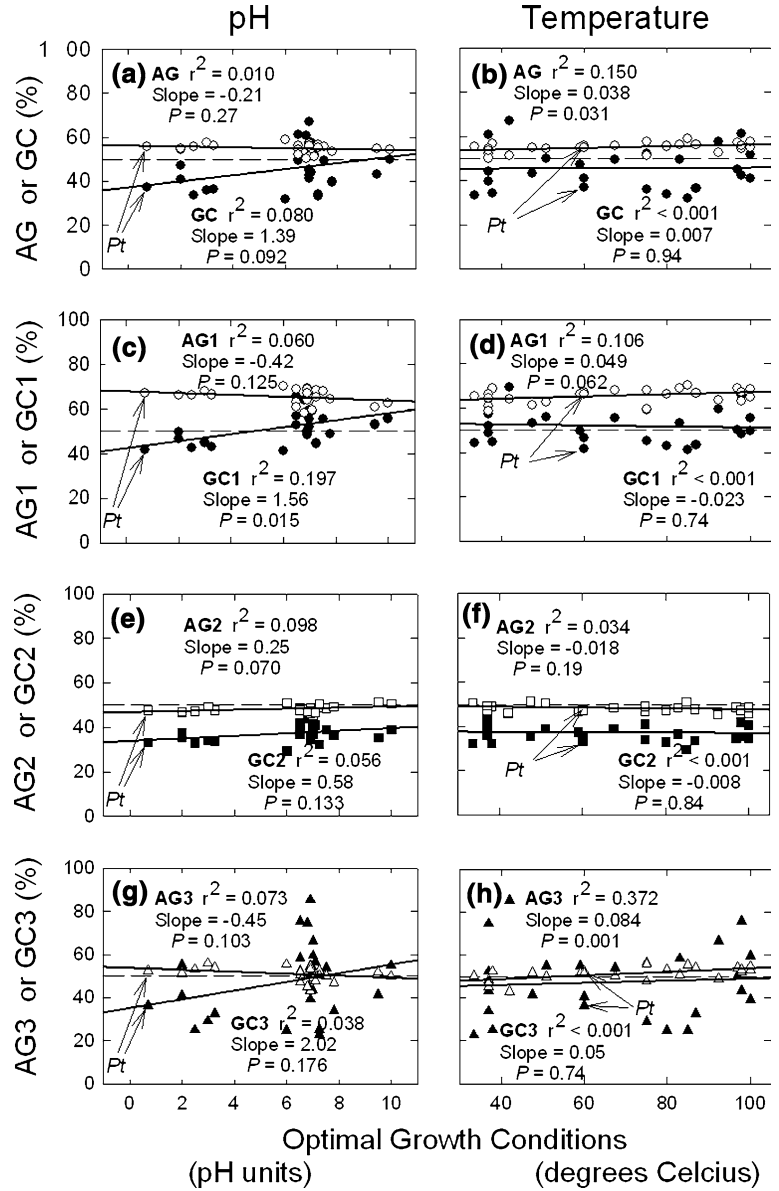 pH
Temperature
AG or GC (%)
1 00
80
60
40
20
0
(a) AG r2 = 0.010
Slope = -0.21
P = 0.27
GC r2 = 0.080
Slope = 1.39
P = 0.092
Pt
(b) AG r2 = 0.150
Slope = 0.038
P = 0.031
GC r2 < 0.001
Slope = 0.007
P = 0.94
Pt
AG1 or GC1 (%)
100
80
60
40
20
0
(c) AG1 r2 = 0.060
Slope = -0.42
P = 0.125
GC1 r2 = 0.197
Slope = 1.56
P = 0.015
Pt
(d) AG1 r2 = 0.106
Slope = 0.049
P = 0.062
GC1 r2 < 0.001
Slope = -0.023
P = 0.74
Pt
AG2 or GC2 (%)
100
80
60
40
20
0
(e) AG2 r2 = 0.098
Slope = 0.25
P = 0.070
GC2 r2 = 0.056
Slope = 0.58
P = 0.133
Pt
(f) AG2 r2 = 0.034
Slope = -0.018
P = 0.19
GC2 r2 < 0.001
Slope = -0.008
P = 0.84
Pt
AG3 or GC3 (%)
100
80
60
40
20
0
(g) AG3 r2 = 0.073
Slope = -0.45
P = 0.103
GC3 r2 = 0.038
Slope = 2.02
P = 0.176
Pt
(h) AG3 r2 = 0.372
Slope = 0.084
P = 0.001
GC3 r2 < 0.001
Slope = 0.05
P = 0.74
Pt
0 2 4 6 8 10
40 60 80 100
Optimal Growth Conditions
(pH units)
(degrees Celcius)